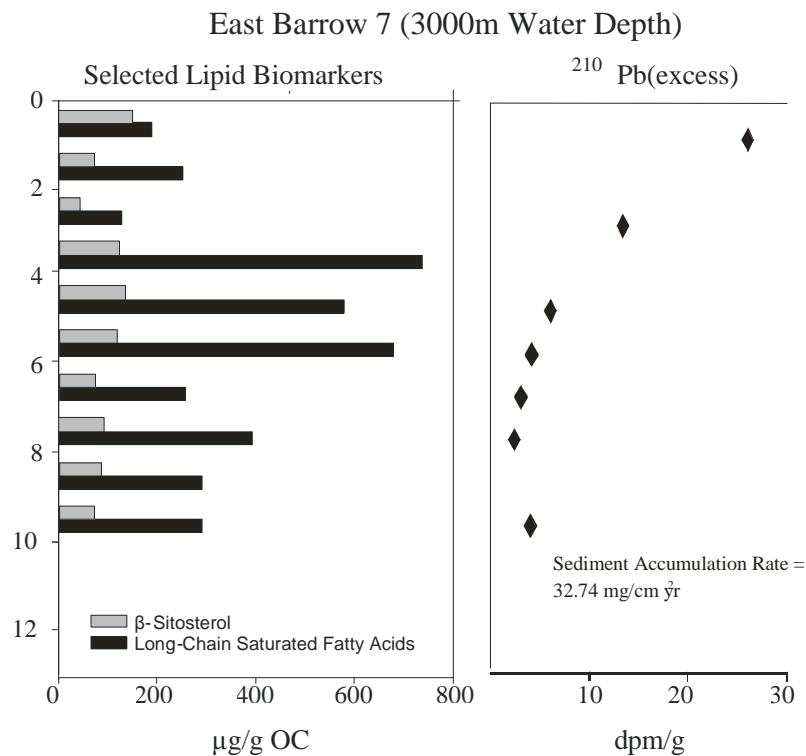 East Barrow 7 (3000m Water Depth)
Selected Lipid Biomarkers
210 Pb(excess)
0
2
4
6
8
10
12
β-Sitosterol
Long-Chain Saturated Fatty Acids
0 200 400 600 800
µg/g OC
Sediment Accumulation Rate =
32.74 mg/cm2 yr
10 20 30
dpm/g